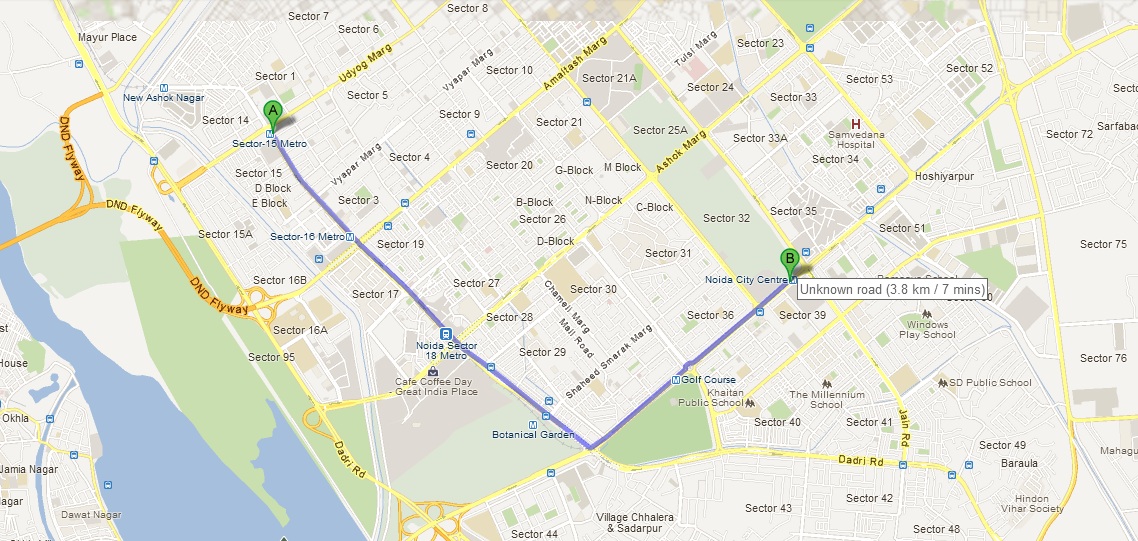 Sector 8
Sector 7
Sector 6
Mayur Place
Udyog Marg
Vyapar Marg
Amaltash Marg
Tulsi Marg
Sector 23
Sector 1
Sector 10
Sector 21A
Sector 24
Sector 53
Sector 52
New Ashok Nagar
Sector 5
Sector 33
A
Sector 14
Sector 9
Sector 21
Sector 25A
H
Sector 72
Sarfabad
DND Flyway
Sector-15 Metro
Ashok Marg
Sector 33A
Samvedana
Hospital
Vyapar Marg
Sector 4
Sector 20
G-Block
M Block
Sector 34
Sector 15
D Block
E Block
Hoshiyarpur
Sector 3
B-Block
N-Block
C-Block
DND Flyway
Sector 26
Sector 32
Sector 35
Sector 15A
Sector-16 Metro
Sector 19
D-Block
Sector 51
Sector 75
Sector 31
B
Sector 17
Sector 16B
Sector 27
Sector 30
Noida City Centre
DND Flyway
Unknown road (3.8 km / 7 mins)
Chameli Marg
Mall Road
Sector 28
Sector 36
Sector 39
Windows
Play School
Sector 16A
Noida Sector
18 Metro
Sector 29
Shaheed Smarak Marg
Sector 95
Sector 76
Cafe Coffee Day
- Great India Place
Golf Course
Khaitan
Public School
The Millennium
School
SD Public School
House
Okhla
Botanical Garden
Sector 40
Sector 41
Jain Rd
Dadri Rd
Dadri Rd
Sector 49
Baraula
Jamia Nagar
Sector 42
Hindon
Vihar Society
Dawat Nagar
Village Chhalera
& Sadarpur
Sector 43
Sector 44
Sector 48